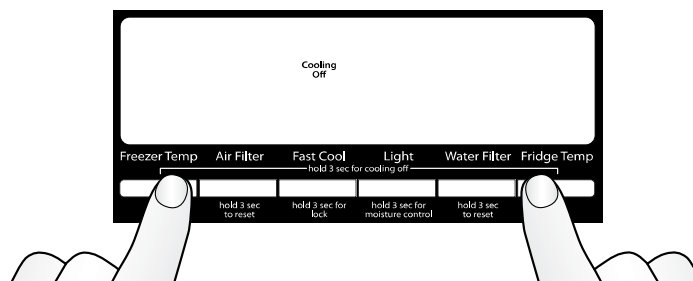 Cooling
Off
Freezer Temp Air Filter Fast Cool Light Water Filter Fridge Temp
hold 3 sec for cooling off
hold 3 sec
to reset
hold 3 sec for
lock
hold 3 sec for
moisture control
hold 3 sec
to reset